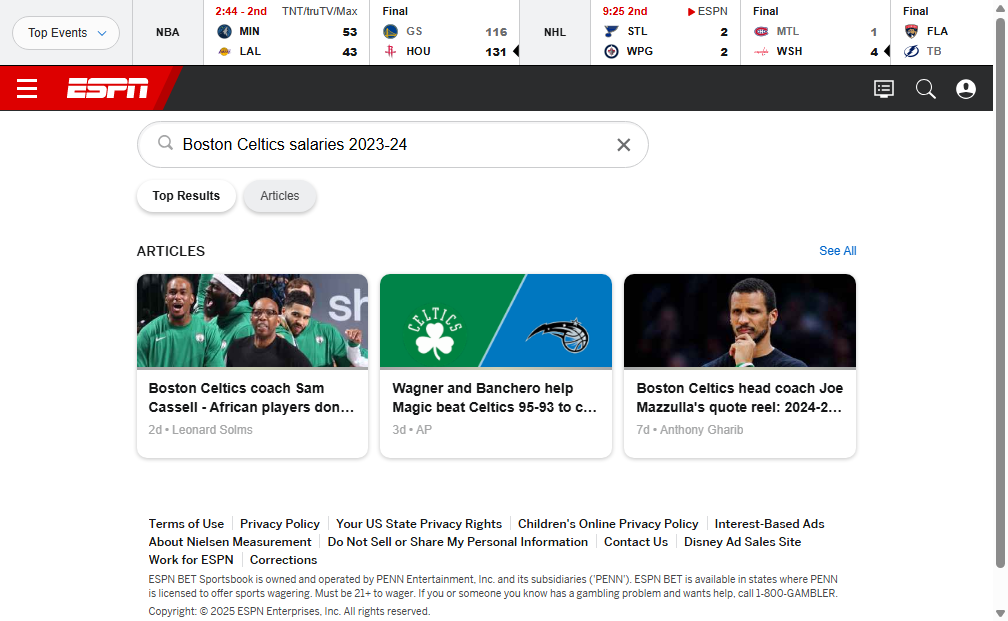 Top Events
NBA
2:44 - 2nd TNT/truTV/Max
MIN 53
LAL 43
Final
GS 116
HOU 131
NHL
9:25 2nd ESPN
STL 2
WPG 2
Final
MTL 1
WSH 4
Final
FLA
TB
ESPN
Boston Celtics salaries 2023-24
Top Results
Articles
ARTICLES
See All
sh
CELTICS
Boston Celtics coach Sam
Cassell - African players don...
2d • Leonard Solms
Wagner and Banchero help
Magic beat Celtics 95-93 to c...
3d • AP
Boston Celtics head coach Joe
Mazzulla's quote reel: 2024-2...
7d • Anthony Gharib
Terms of Use Privacy Policy Your US State Privacy Rights Children's Online Privacy Policy Interest-Based Ads
About Nielsen Measurement Do Not Sell or Share My Personal Information Contact Us Disney Ad Sales Site
Work for ESPN Corrections
ESPN BET Sportsbook is owned and operated by PENN Entertainment, Inc. and its subsidiaries ('PENN'). ESPN BET is available in states where PENN
is licensed to offer sports wagering. Must be 21+ to wager. If you or someone you know has a gambling problem and wants help, call 1-800-GAMBLER.
Copyright: © 2025 ESPN Enterprises, Inc. All rights reserved.